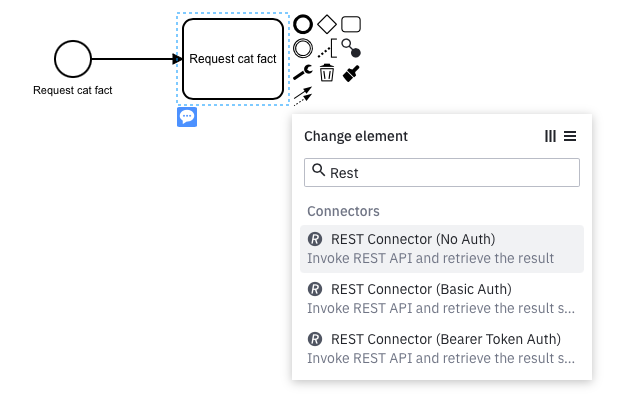 Request cat fact
Request cat fact
Change element
Rest
Connectors
REST Connector (No Auth)
Invoke REST API and retrieve the result
REST Connector (Basic Auth)
Invoke REST API and retrieve the result s...
REST Connector (Bearer Token Auth)
Invoke REST API and retrieve the result s...